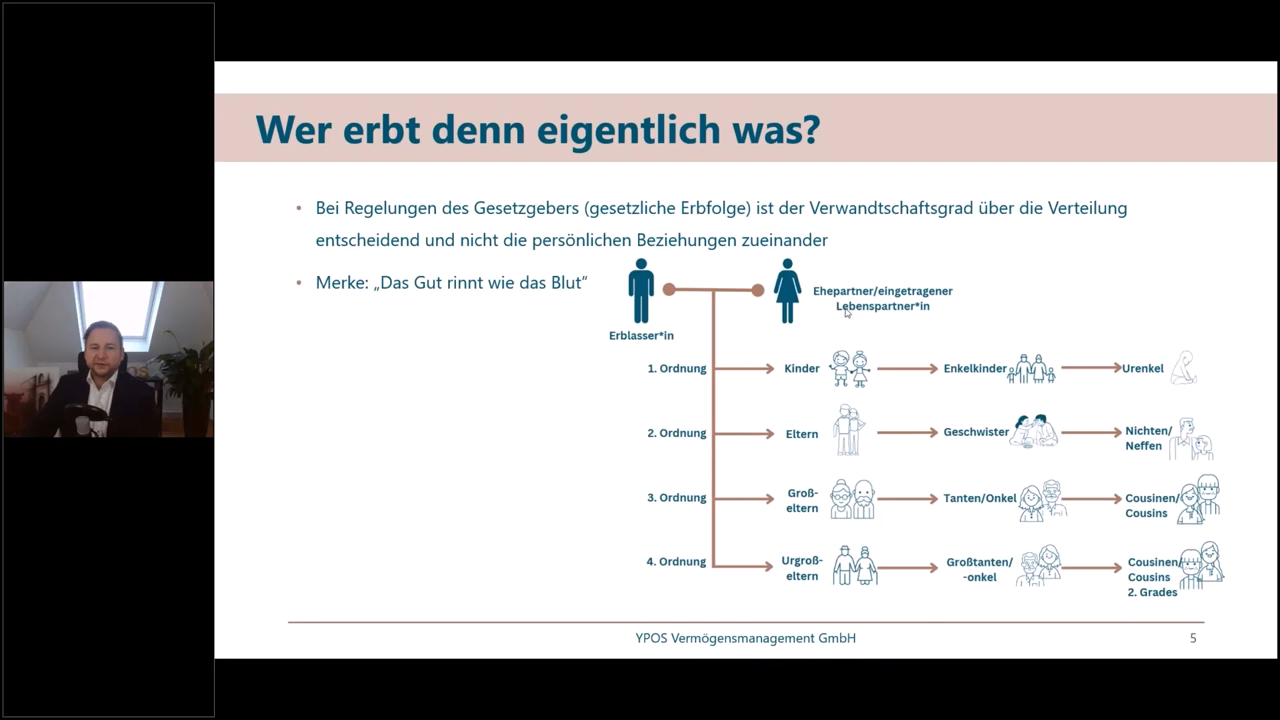 Wer erbt denn eigentlich was?
• Bei Regelungen des Gesetzgebers (gesetzliche Erbfolge) ist der Verwandtschaftsgrad über die Verteilung
entscheidend und nicht die persönlichen Beziehungen zueinander
• Merke: „Das Gut rinnt wie das Blut“
Ehepartner/eingetragener
Lebenspartner*in
Erblasser*in
1. Ordnung
Kinder
Enkelkinder
Urenkel
2. Ordnung
Eltern
Geschwister
Nichten/
Neffen
3. Ordnung
Groß-
eltern
Tanten/Onkel
Cousinen/
Cousins
4. Ordnung
Urgroß-
eltern
Großtanten/
-onkel
Cousinen/
Cousins
2. Grades
YPOS Vermögensmanagement GmbH
5